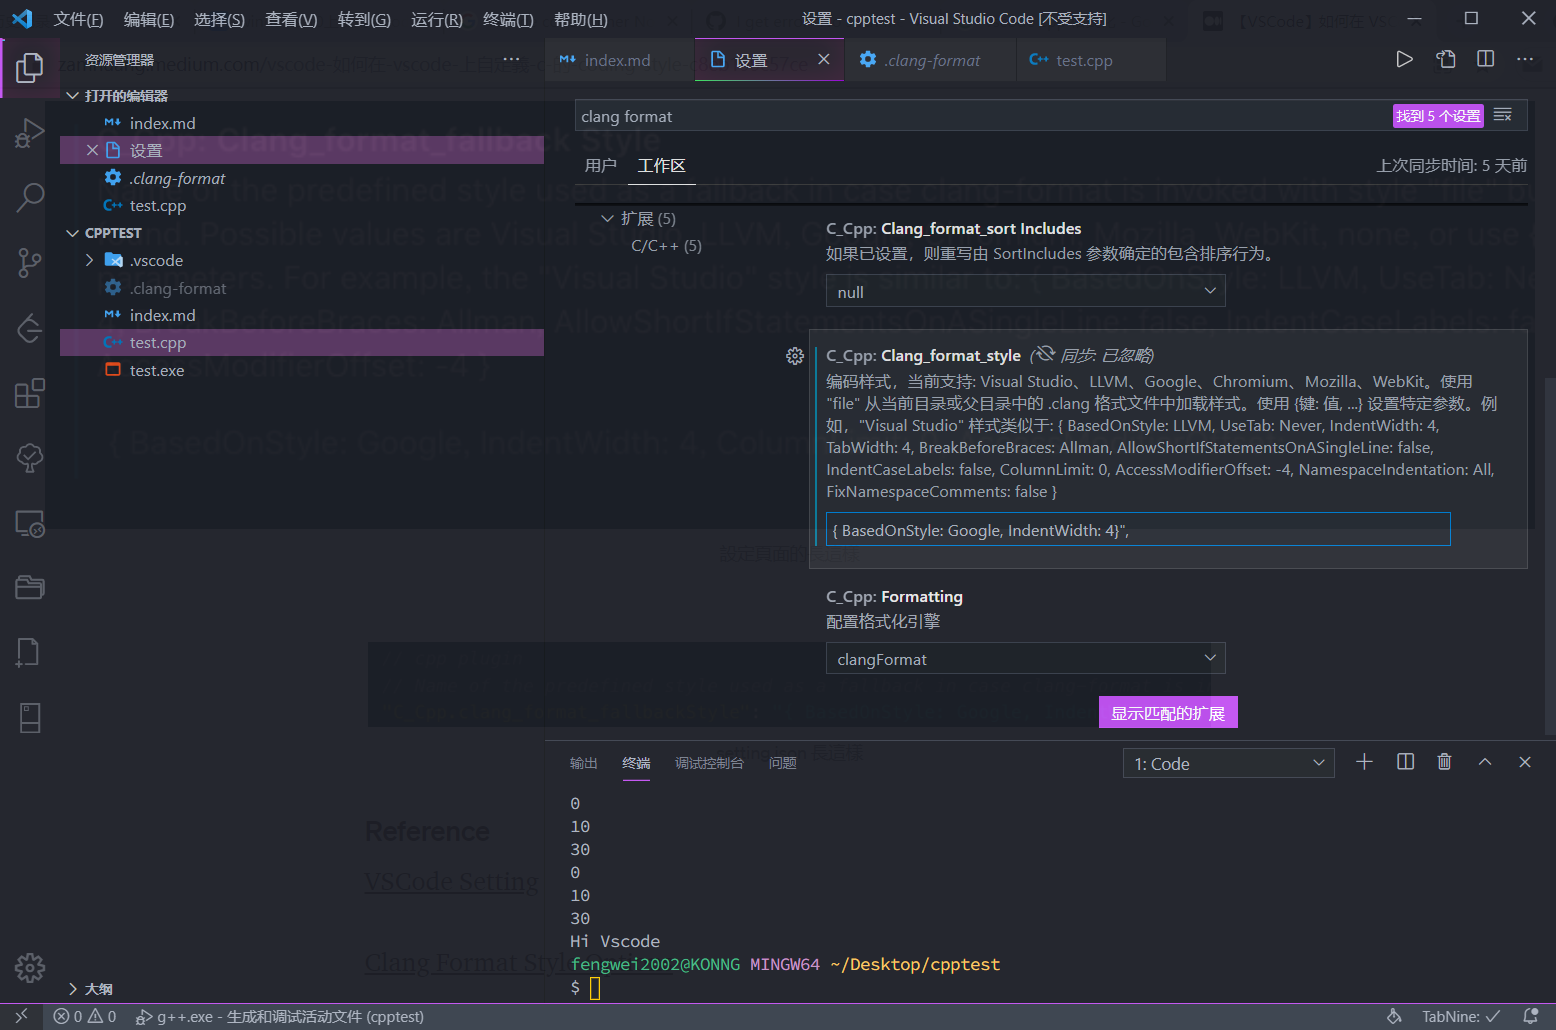 文件(F) 编辑(E) 选择(S) 查看(V) 转到(G) 运行(R) 终端(T) 帮助(H)
设置 - cpptest - Visual Studio Code [不受支持]
资源管理器 ···
index.md
设置
.clang-format
test.cpp
打开的编辑器
index.md
设置
.clang-format
test.cpp
CPPTEST
.vscode
.clang-format
index.md
test.cpp
test.exe
大纲
clang format
找到 5 个设置
用户 工作区
上次同步时间: 5 天前
扩展 (5)
C/C++ (5)
C_Cpp: Clang_format_sort Includes
如果已设置，则重写由 SortIncludes 参数确定的包含排序行为。
null
C_Cpp: Clang_format_style (同步: 已忽略)
编码样式，当前支持: Visual Studio、LLVM、Google、Chromium、Mozilla、WebKit。使用
"file" 从当前目录或父目录中的 .clang 格式文件中加载样式。使用 {键: 值, ...} 设置特定参数。例
如，"Visual Studio" 样式类似于: { BasedOnStyle: LLVM, UseTab: Never, IndentWidth: 4,
TabWidth: 4, BreakBeforeBraces: Allman, AllowShortIfStatementsOnASingleLine: false,
IndentCaseLabels: false, ColumnLimit: 0, AccessModifierOffset: -4, NamespaceIndentation: All,
FixNamespaceComments: false }
{ BasedOnStyle: Google, IndentWidth: 4}",
C_Cpp: Formatting
配置格式化引擎
clangFormat
显示匹配的扩展
输出 终端 调试控制台 问题
1: Code
0
10
30
0
10
30
Hi Vscode
fengwei2002@KONNG MINGW64 ~/Desktop/cpptest
$
Reference
VSCode Setting
Clang Format Style
0 0 g++.exe - 生成和调试活动文件 (cpptest)
TabNine: ✓